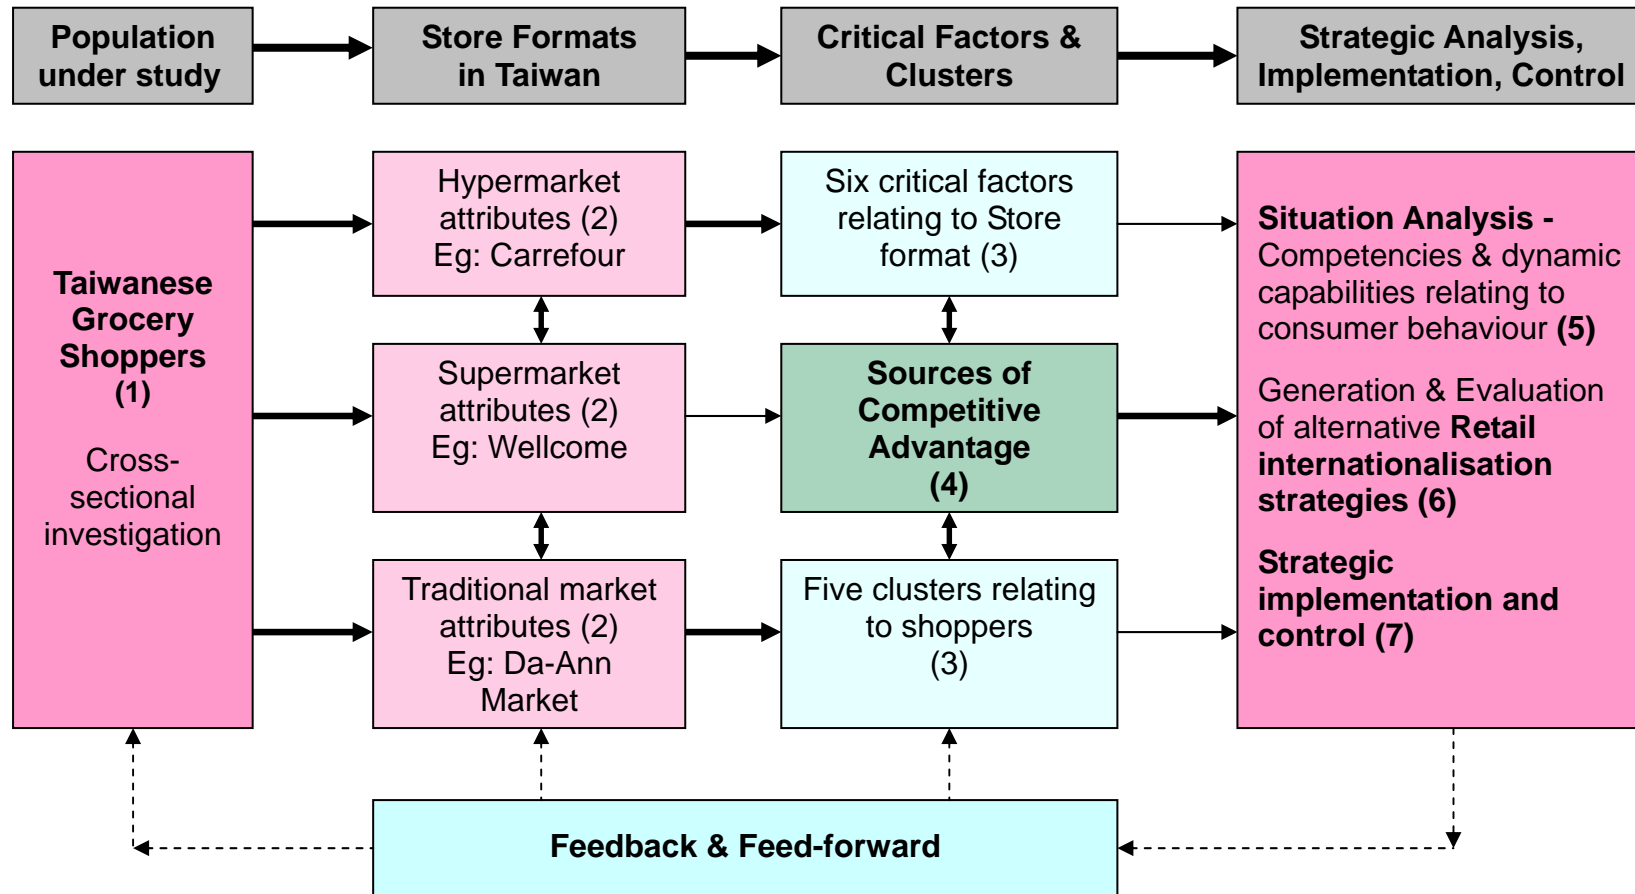 Population
under study
Store Formats
in Taiwan
Critical Factors &
Clusters
Strategic Analysis,
Implementation, Control
Taiwanese
Grocery
Shoppers
(1)
Cross-
sectional
investigation
Hypermarket
attributes (2)
Eg: Carrefour
Supermarket
attributes (2)
Eg: Wellcome
Traditional market
attributes (2)
Eg: Da-Ann
Market
Six critical factors
relating to Store
format (3)
Sources of
Competitive
Advantage
(4)
Five clusters relating
to shoppers
(3)
Situation Analysis -
Competencies & dynamic
capabilities relating to
consumer behaviour (5)
Generation & Evaluation
of alternative Retail
internationalisation
strategies (6)
Strategic
implementation and
control (7)
Feedback & Feed-forward